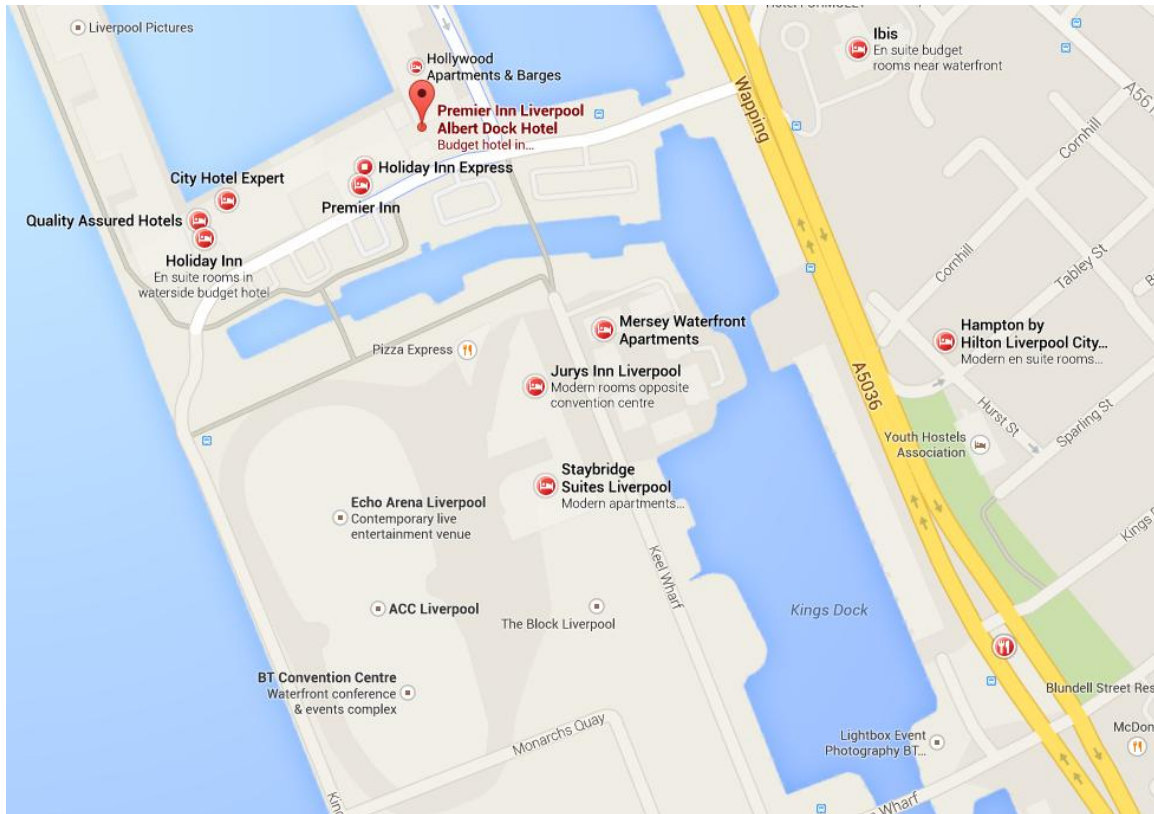 Liverpool Pictures
Hollywood
Apartments & Barges
Premier Inn Liverpool
Albert Dock Hotel
Budget hotel in...
Ibis
En suite budget
rooms near waterfront
Wapping
Cornhill
City Hotel Expert
Holiday Inn Express
Premier Inn
Quality Assured Hotels
Holiday Inn
En suite rooms in
waterside budget hotel
Cornhill
Tabley St
Mersey Waterfront
Apartments
Hampton by
Hilton Liverpool City...
Modern en suite rooms...
Pizza Express
Jurys Inn Liverpool
Modern rooms opposite
convention centre
A5036
Hurst St
Sparling St
Youth Hostels
Association
Staybridge
Suites Liverpool
Modern apartments...
Echo Arena Liverpool
Contemporary live
entertainment venue
Keel Wharf
Kings
ACC Liverpool
The Block Liverpool
Kings Dock
BT Convention Centre
Waterfront conference
& events complex
Blundell Street Res
Monarchs Quay
Lightbox Event
Photography BT...
McDon
Wharf